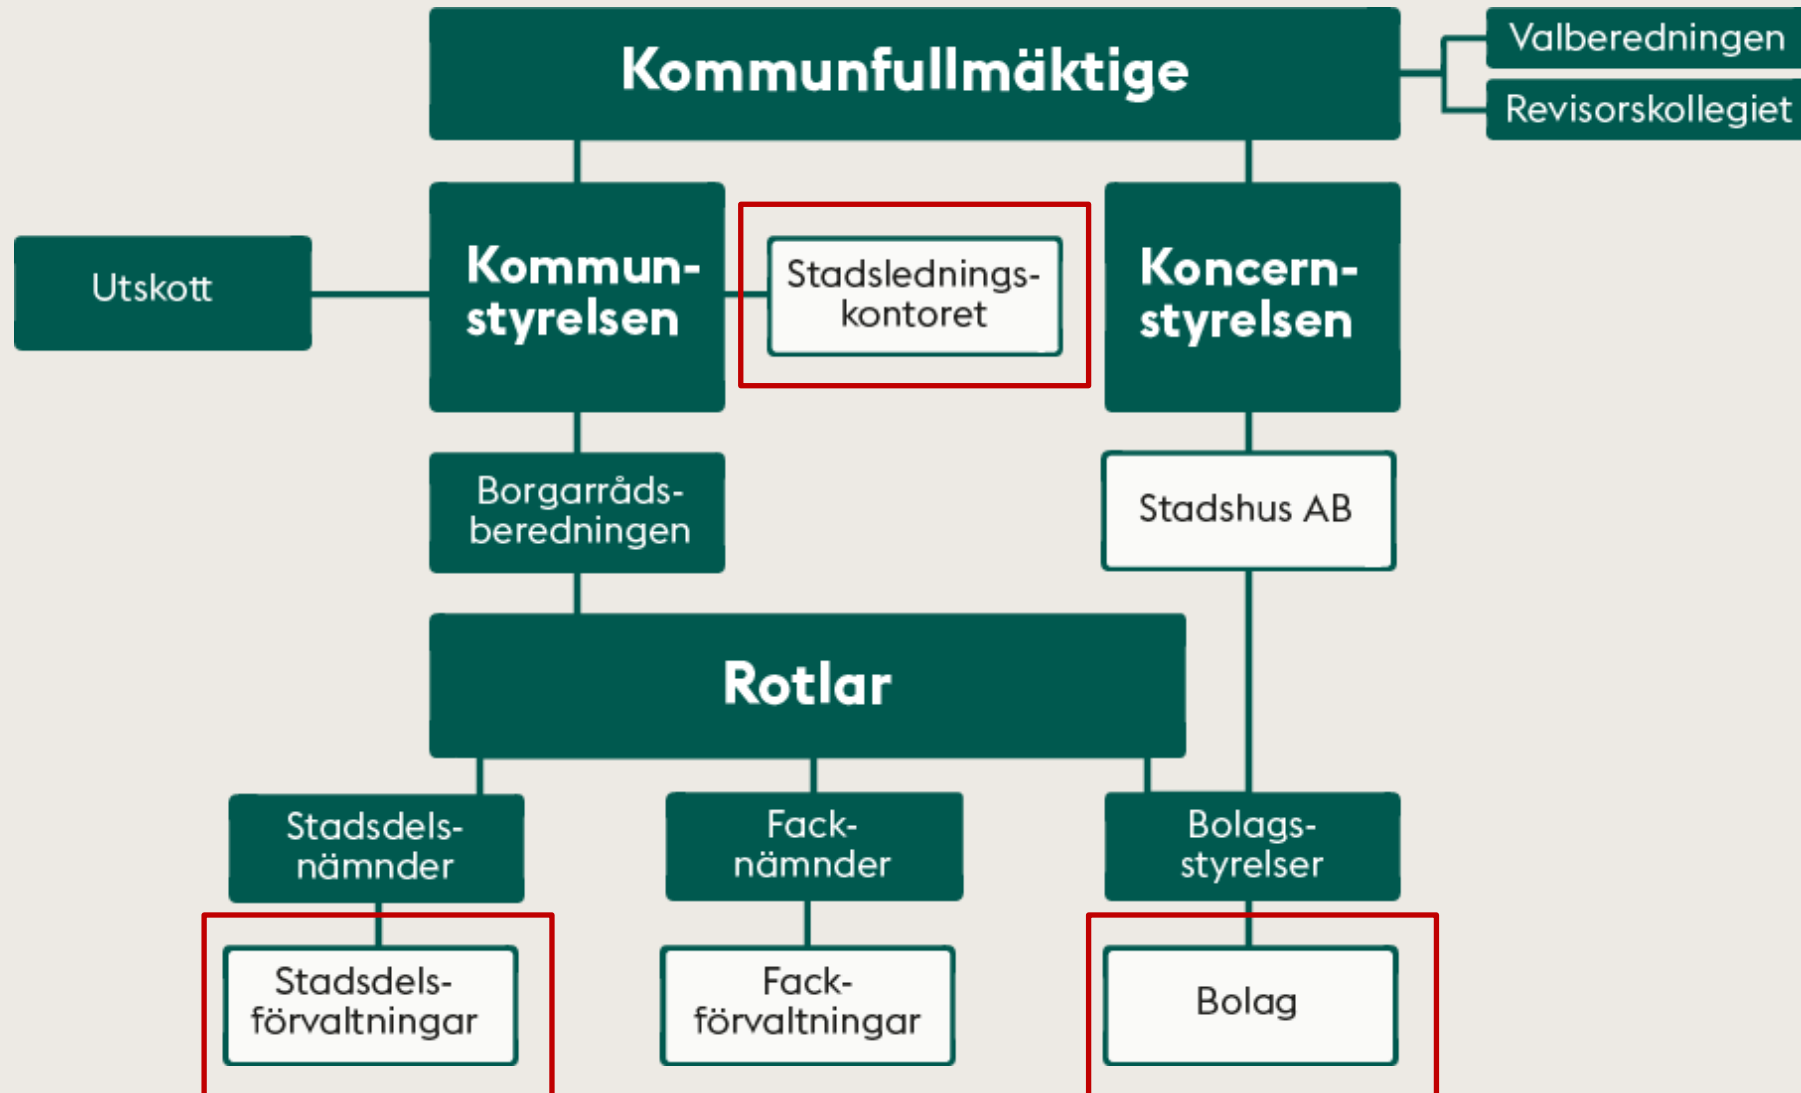 Kommunfullmäktige
Valberedningen
Revisorskollegiet
Utskott
Kommun-
styrelsen
Stadslednings-
kontoret
Koncern-
styrelsen
Borgarråds-
beredningen
Stadshus AB
Rotlar
Stadsdels-
nämnder
Fack-
nämnder
Bolags-
styrelser
Stadsdels-
förvaltningar
Fack-
förvaltningar
Bolag